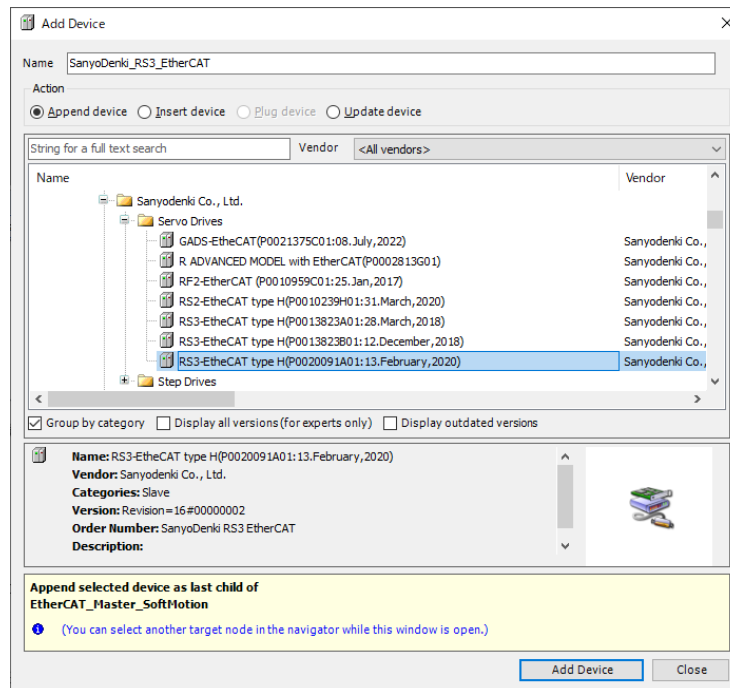 Add Device
Name SanyoDenki_RS3_EtherCAT
Action
Append device Insert device Plug device Update device
String for a full text search Vendor <All vendors>
Name Vendor
Sanyodenki Co., Ltd.
Servo Drives
GADS-EtheCAT(P0021375C01:08.July,2022) Sanyodenki Co.,
R ADVANCED MODEL with EtherCAT(P0002813G01) Sanyodenki Co.,
RF2-EtherCAT (P0010959C01:25.Jan,2017) Sanyodenki Co.,
RS2-EtheCAT type H(P0010239H01:31.March,2020) Sanyodenki Co.,
RS3-EtheCAT type H(P0013823A01:28.March,2018) Sanyodenki Co.,
RS3-EtheCAT type H(P0013823B01:12.December,2018) Sanyodenki Co.,
RS3-EtheCAT type H(P0020091A01:13.February,2020) Sanyodenki Co.,
Step Drives
Group by category Display all versions (for experts only) Display outdated versions
Name: RS3-EtheCAT type H(P0020091A01:13.February,2020)
Vendor: Sanyodenki Co., Ltd.
Categories: Slave
Version: Revision=16#00000002
Order Number: SanyoDenki RS3 EtherCAT
Description:
Append selected device as last child of
EtherCAT_Master_SoftMotion
(You can select another target node in the navigator while this window is open.)
Add Device Close